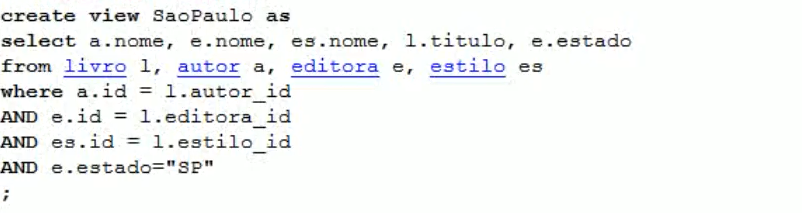 create view SaoPaulo as
select a.nome, e.nome, es.nome, l.titulo, e.estado
from livro l, autor a, editora e, estilo es
where a.id = l.autor_id
AND e.id = l.editora_id
AND es.id = l.estilo_id
AND e.estado="SP"
;